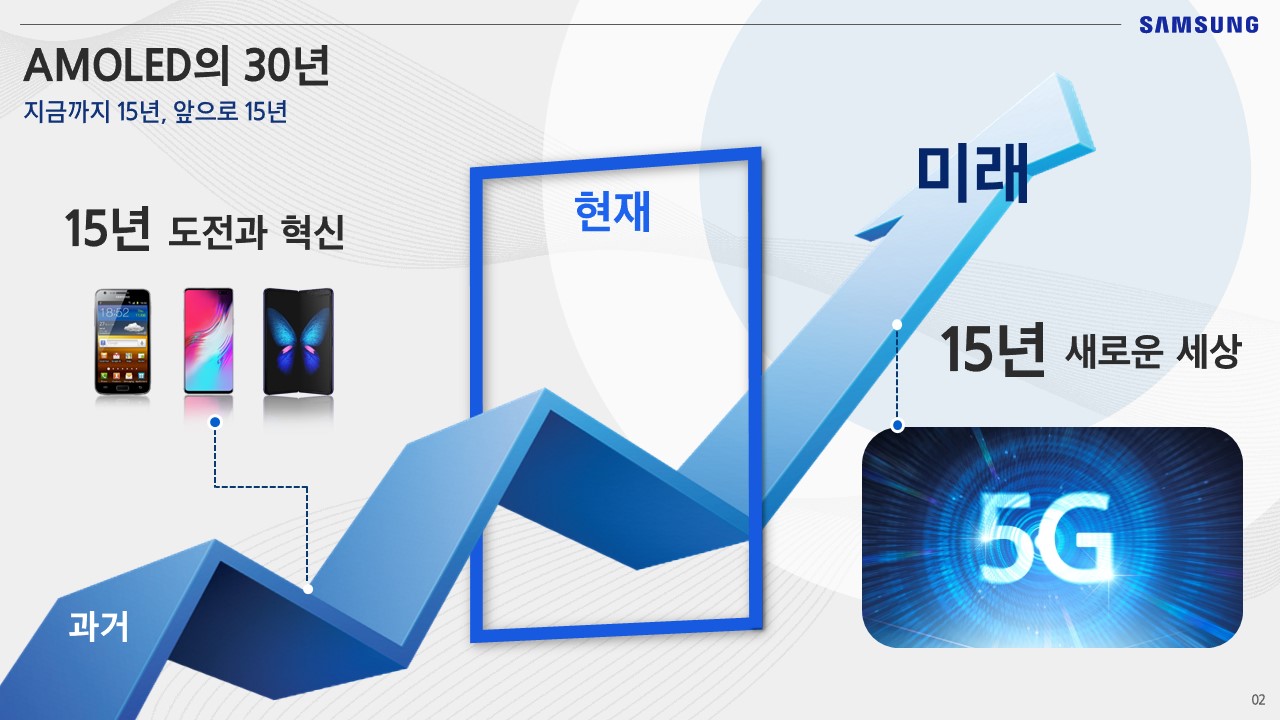 SAMSUNG
AMOLED의 30년
지금까지 15년, 앞으로 15년
미래
현재
15년 도전과 혁신
18:52
15년 새로운 세상
5G
과거
02